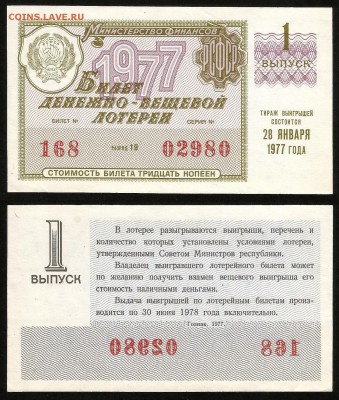 COINS.LAVE.RU
МИНИСТЕРСТВО ФИНАНСОВ
1
ВЫПУСК
1977
БИЛЕТ
ДЕНЕЖНО-ВЕЩЕВОЙ
ЛОТЕРЕИ
БИЛЕТ № СЕРИЯ №
168 02980
СТОИМОСТЬ БИЛЕТА ТРИДЦАТЬ КОПЕЕК
ТИРАЖ ВЫИГРЫШЕЙ
СОСТОИТСЯ
28 ЯНВАРЯ
1977 ГОДА
1
ВЫПУСК
В лотерее разыгрываются выигрыши, перечень и
количество которых установлены условиями лотереи,
утвержденными Советом Министров республики.
Владелец выигравшего лотерейного билета может
по желанию получить взамен вещевого выигрыша его
стоимость наличными деньгами.
Выдача выигрышей по лотерейным билетам произ-
водится по 30 июня 1978 года включительно.
Гознак. 1977.
02980 168